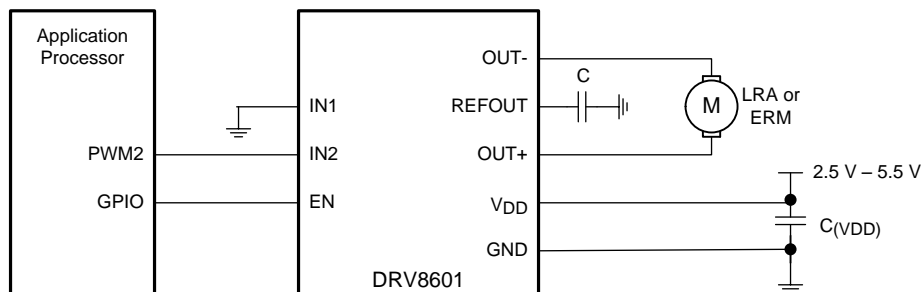 Application
Processor
PWM2
GPIO
IN1
IN2
EN
OUT-
REFOUT
OUT+
VDD
GND
DRV8601
C
M
LRA or
ERM
2.5 V – 5.5 V
C(VDD)